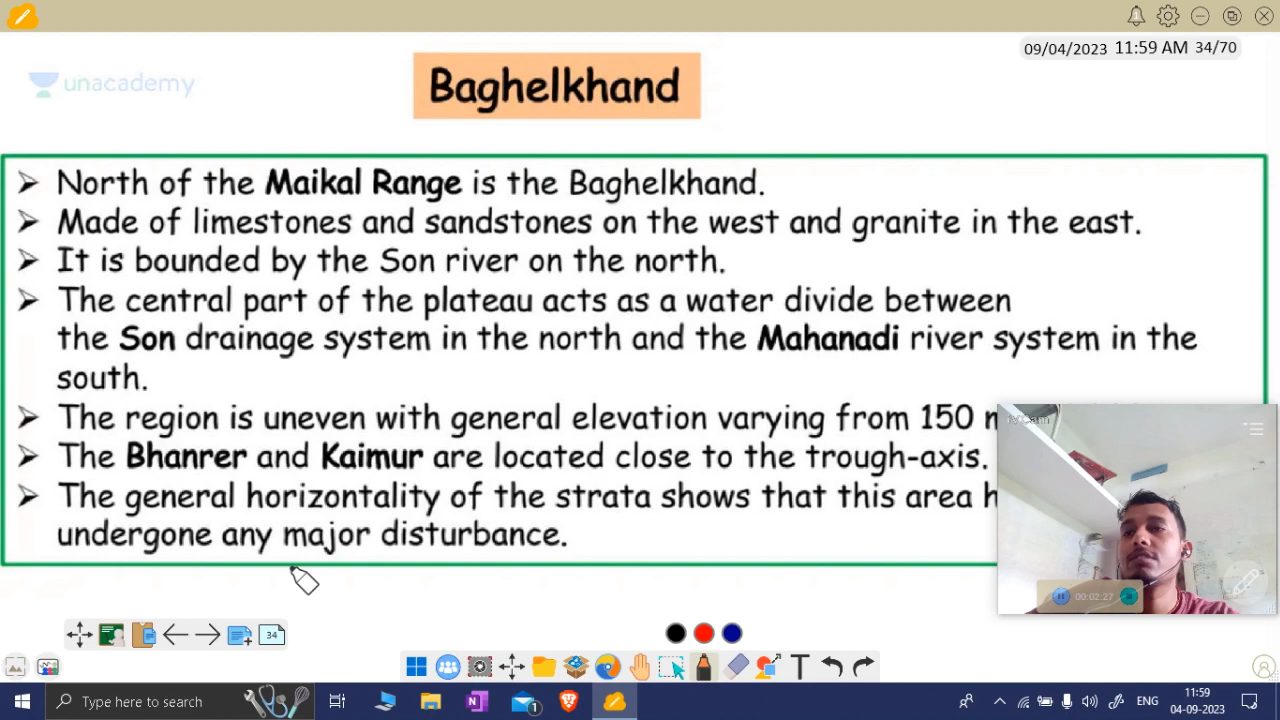 09/04/2023 11:59 AM 34/70
unacademy
Baghelkhand
➢ North of the Maikal Range is the Baghelkhand.
➢ Made of limestones and sandstones on the west and granite in the east.
➢ It is bounded by the Son river on the north.
➢ The central part of the plateau acts as a water divide between
the Son drainage system in the north and the Mahanadi river system in the
south.
➢ The region is uneven with general elevation varying from 150
➢ The Bhanrer and Kaimur are located close to the trough-axis.
➢ The general horizontality of the strata shows that this area
undergone any major disturbance.
00:02:27
34
Type here to search
1
ENG
11:59
04-09-2023